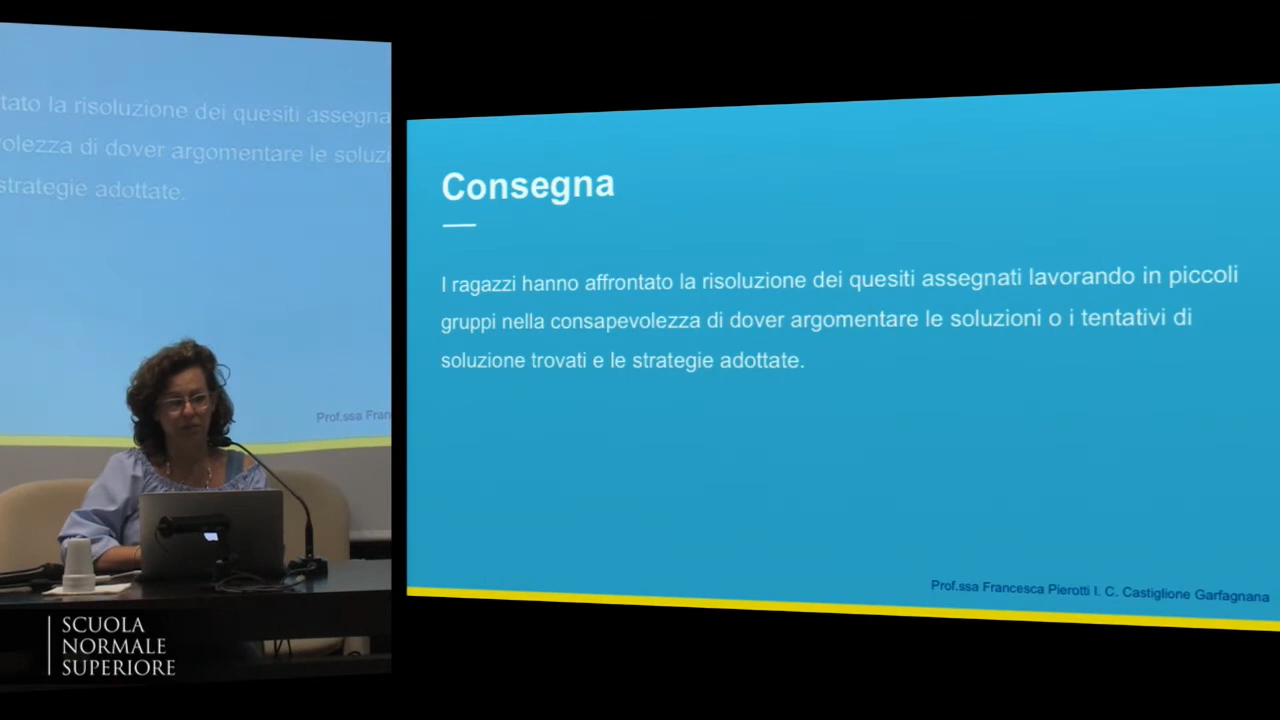 tato la risoluzione dei quesiti assegna
olezza di dover argomentare le soluzi
strategie adottate.
Prof.ssa Fran
SCUOLA
NORMALE
SUPERIORE
Consegna
I ragazzi hanno affrontato la risoluzione dei quesiti assegnati lavorando in piccoli
gruppi nella consapevolezza di dover argomentare le soluzioni o i tentativi di
soluzione trovati e le strategie adottate.
Prof.ssa Francesca Pierotti I. C. Castiglione Garfagnana